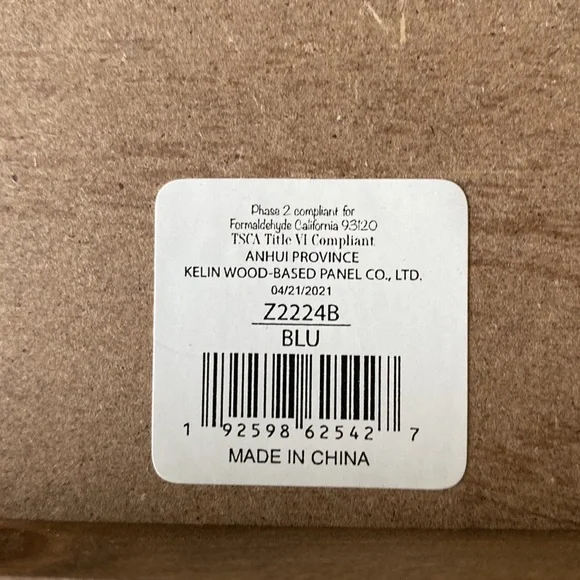 Phase 2 compliant for
Formaldehyde California 93120
TSCA Title VI Compliant
ANHUI PROVINCE
KELIN WOOD-BASED PANEL CO., LTD.
04/21/2021
Z2224B
BLU
1 92598 62542 7
MADE IN CHINA